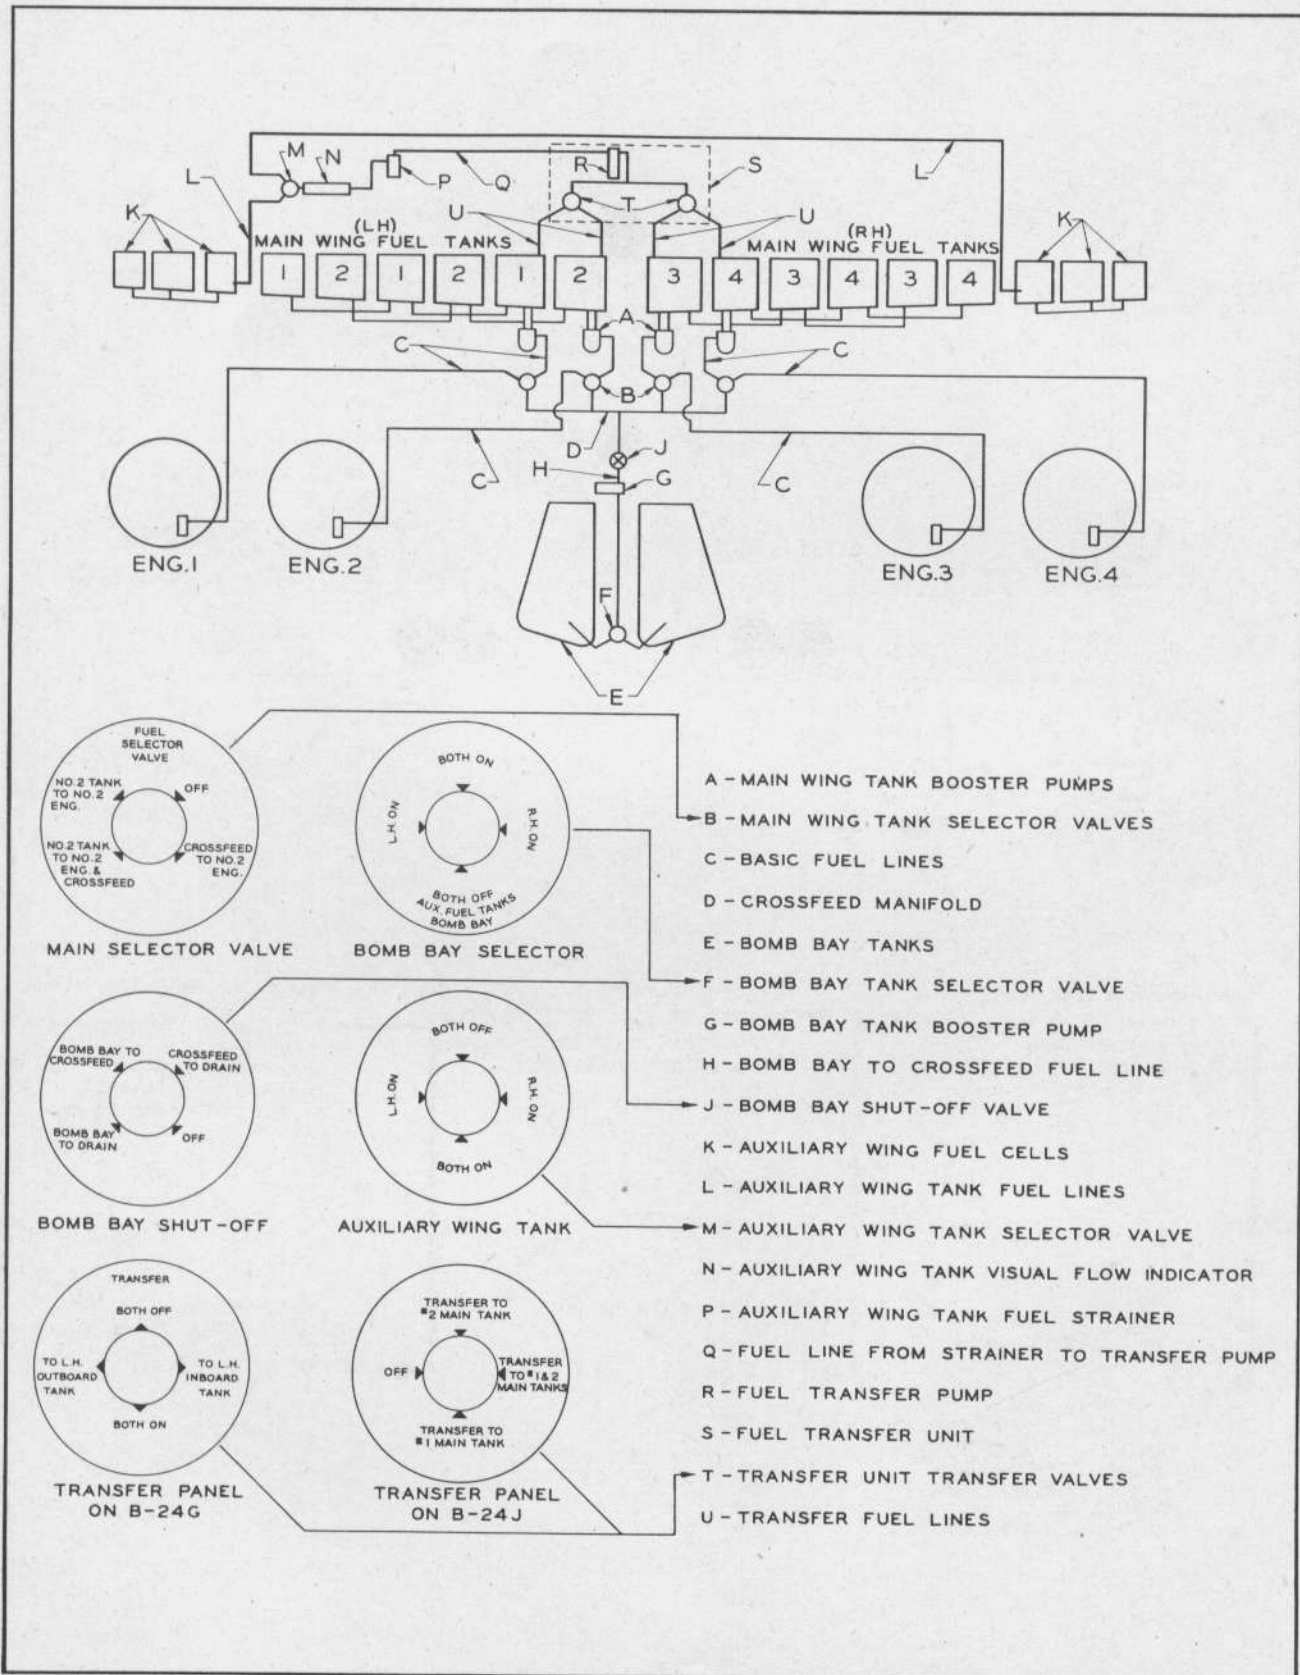 M
N
P
Q
R
S
T
L
L
K
K
U
U
(LH)
MAIN WING FUEL TANKS
(RH)
MAIN WING FUEL TANKS
1 2 1 2 1 2 3 4 3 4 3 4
A
C
C
B
D
J
H
G
C
C
ENG.1
ENG.2
ENG.3
ENG.4
F
E
FUEL
SELECTOR
VALVE
NO.2 TANK
TO NO.2
ENG.
OFF
NO.2 TANK
TO NO.2
ENG.&
CROSSFEED
CROSSFEED
TO NO.2
ENG.
MAIN SELECTOR VALVE
BOTH ON
L.H. ON
R.H. ON
BOTH OFF
AUX. FUEL TANKS
BOMB BAY
BOMB BAY SELECTOR
BOMB BAY TO
CROSSFEED
CROSSFEED
TO DRAIN
BOMB BAY
TO DRAIN
OFF
BOMB BAY SHUT-OFF
BOTH OFF
L.H. ON
R.H. ON
BOTH ON
AUXILIARY WING TANK
TRANSFER
BOTH OFF
TO L.H.
OUTBOARD
TANK
TO L.H.
INBOARD
TANK
BOTH ON
TRANSFER PANEL
ON B-24G
TRANSFER TO
#2 MAIN TANK
OFF
TRANSFER
TO #1&2
MAIN TANKS
TRANSFER TO
#1 MAIN TANK
TRANSFER PANEL
ON B-24J
A - MAIN WING TANK BOOSTER PUMPS
B - MAIN WING TANK SELECTOR VALVES
C - BASIC FUEL LINES
D - CROSSFEED MANIFOLD
E - BOMB BAY TANKS
F - BOMB BAY TANK SELECTOR VALVE
G - BOMB BAY TANK BOOSTER PUMP
H - BOMB BAY TO CROSSFEED FUEL LINE
J - BOMB BAY SHUT-OFF VALVE
K - AUXILIARY WING FUEL CELLS
L - AUXILIARY WING TANK FUEL LINES
M - AUXILIARY WING TANK SELECTOR VALVE
N - AUXILIARY WING TANK VISUAL FLOW INDICATOR
P - AUXILIARY WING TANK FUEL STRAINER
Q - FUEL LINE FROM STRAINER TO TRANSFER PUMP
R - FUEL TRANSFER PUMP
S - FUEL TRANSFER UNIT
T - TRANSFER UNIT TRANSFER VALVES
U - TRANSFER FUEL LINES